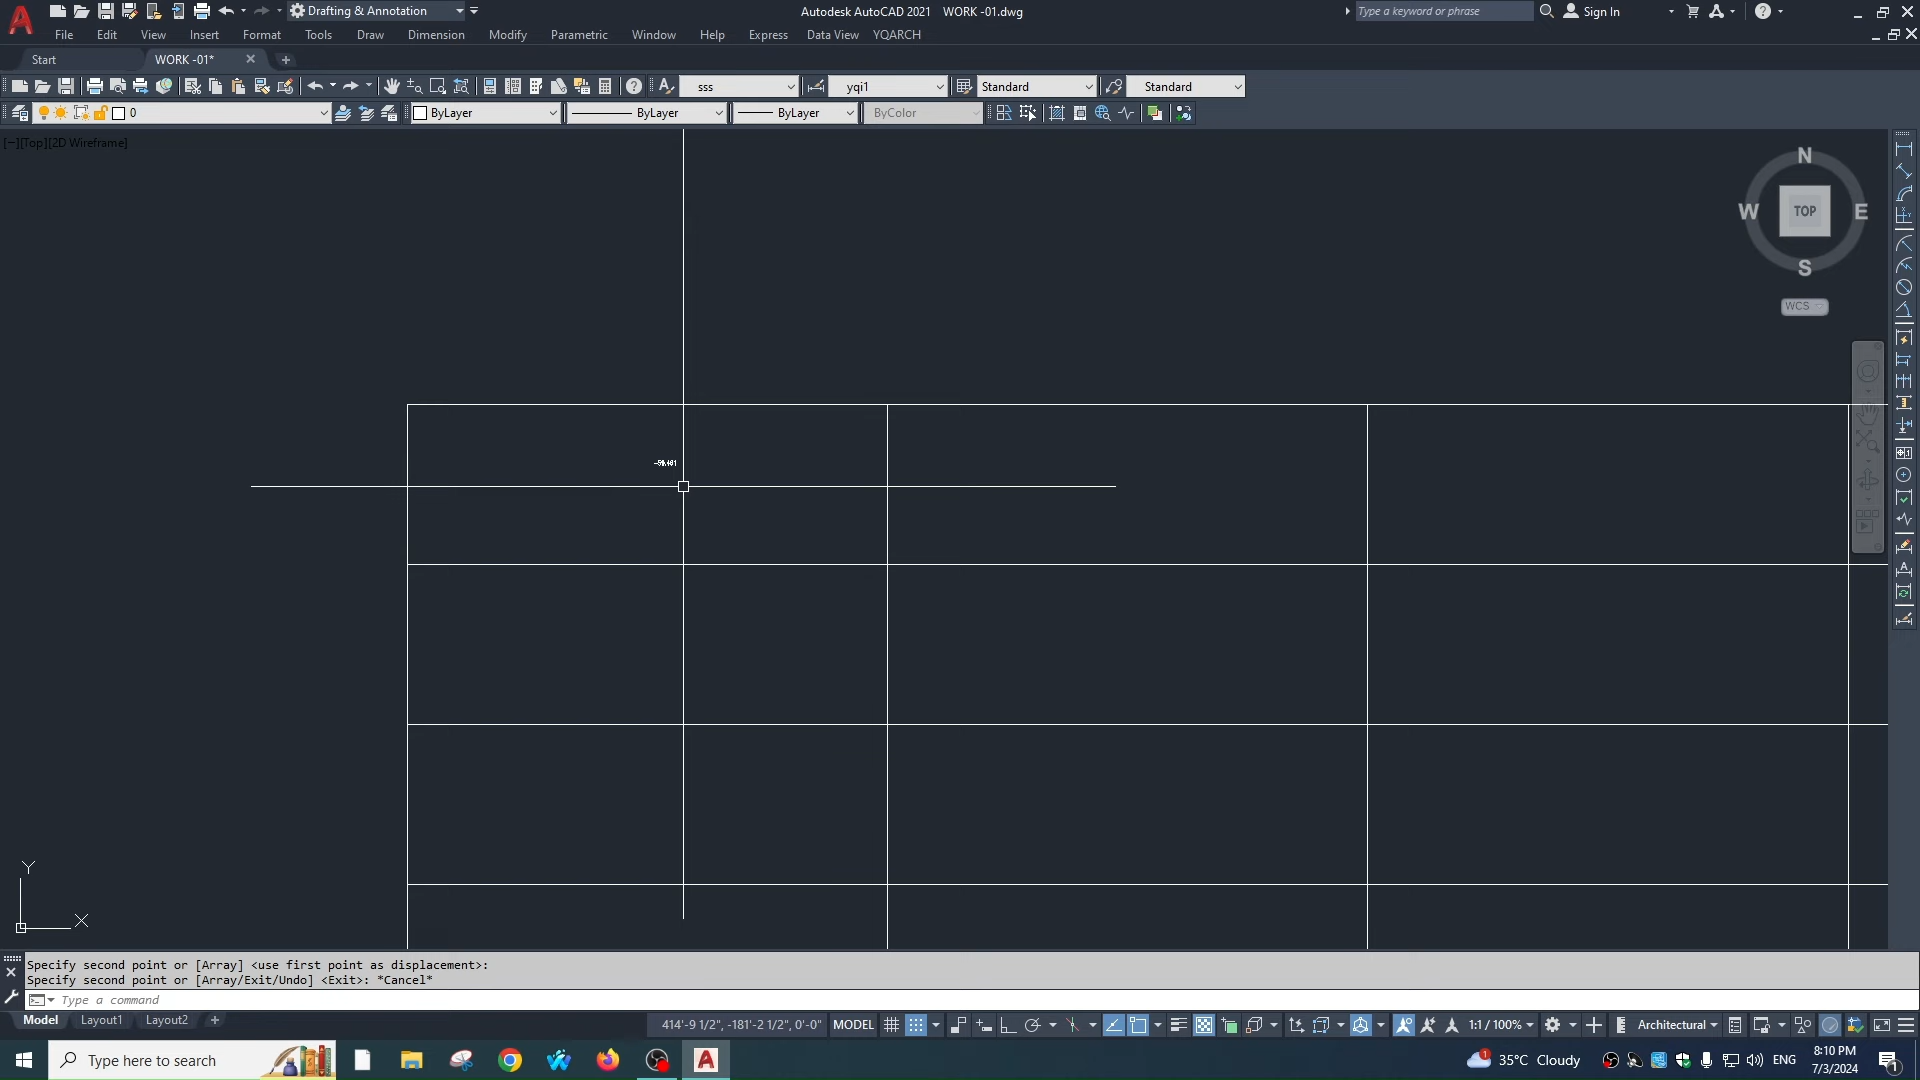 Drafting & Annotation
Autodesk AutoCAD 2021 WORK -01.dwg
Type a keyword or phrase
Sign In
File Edit View Insert Format Tools Draw Dimension Modify Parametric Window Help Express Data View YQARCH
Start WORK -01*
sss yqi1 Standard Standard
0 ByLayer ByLayer ByLayer ByColor
[−][Top][2D Wireframe]
N
W TOP E
S
WCS
Y
X
Specify second point or [Array] <use first point as displacement>:
Specify second point or [Array/Exit/Undo] <Exit>: *Cancel*
Type a command
Model Layout1 Layout2
414'-9 1/2", -181'-2 1/2", 0'-0" MODEL 1:1 / 100% Architectural
Type here to search
35°C Cloudy ENG
8:10 PM
7/3/2024